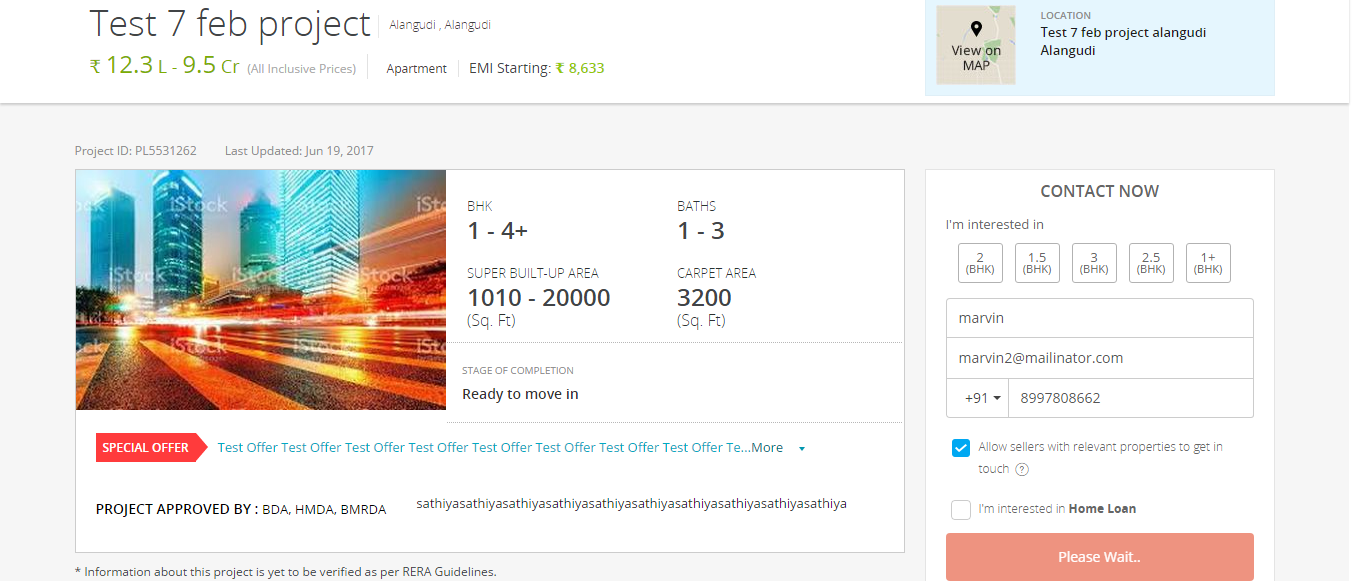 Test 7 feb project
Alangudi , Alangudi
₹ 12.3 L - 9.5 Cr (All Inclusive Prices)
Apartment
EMI Starting: ₹ 8,633
View on
MAP
LOCATION
Test 7 feb project alangudi
Alangudi
Project ID: PL5531262
Last Updated: Jun 19, 2017
iStock
iStock
iStock
iStock
iStock
iStock
BHK
1 - 4+
BATHS
1 - 3
SUPER BUILT-UP AREA
1010 - 20000
(Sq. Ft)
CARPET AREA
3200
(Sq. Ft)
STAGE OF COMPLETION
Ready to move in
SPECIAL OFFER
Test Offer Test Offer Test Offer Test Offer Test Offer Test Offer Test Offer Test Offer Te...More
PROJECT APPROVED BY : BDA, HMDA, BMRDA
sathiyasathiyasathiyasathiyasathiyasathiyasathiyasathiyasathiyasathiya
* Information about this project is yet to be verified as per RERA Guidelines.
CONTACT NOW
I'm interested in
2
(BHK)
1.5
(BHK)
3
(BHK)
2.5
(BHK)
1+
(BHK)
marvin
marvin2@mailinator.com
+91
8997808662
Allow sellers with relevant properties to get in
touch ?
I'm interested in Home Loan
Please Wait..